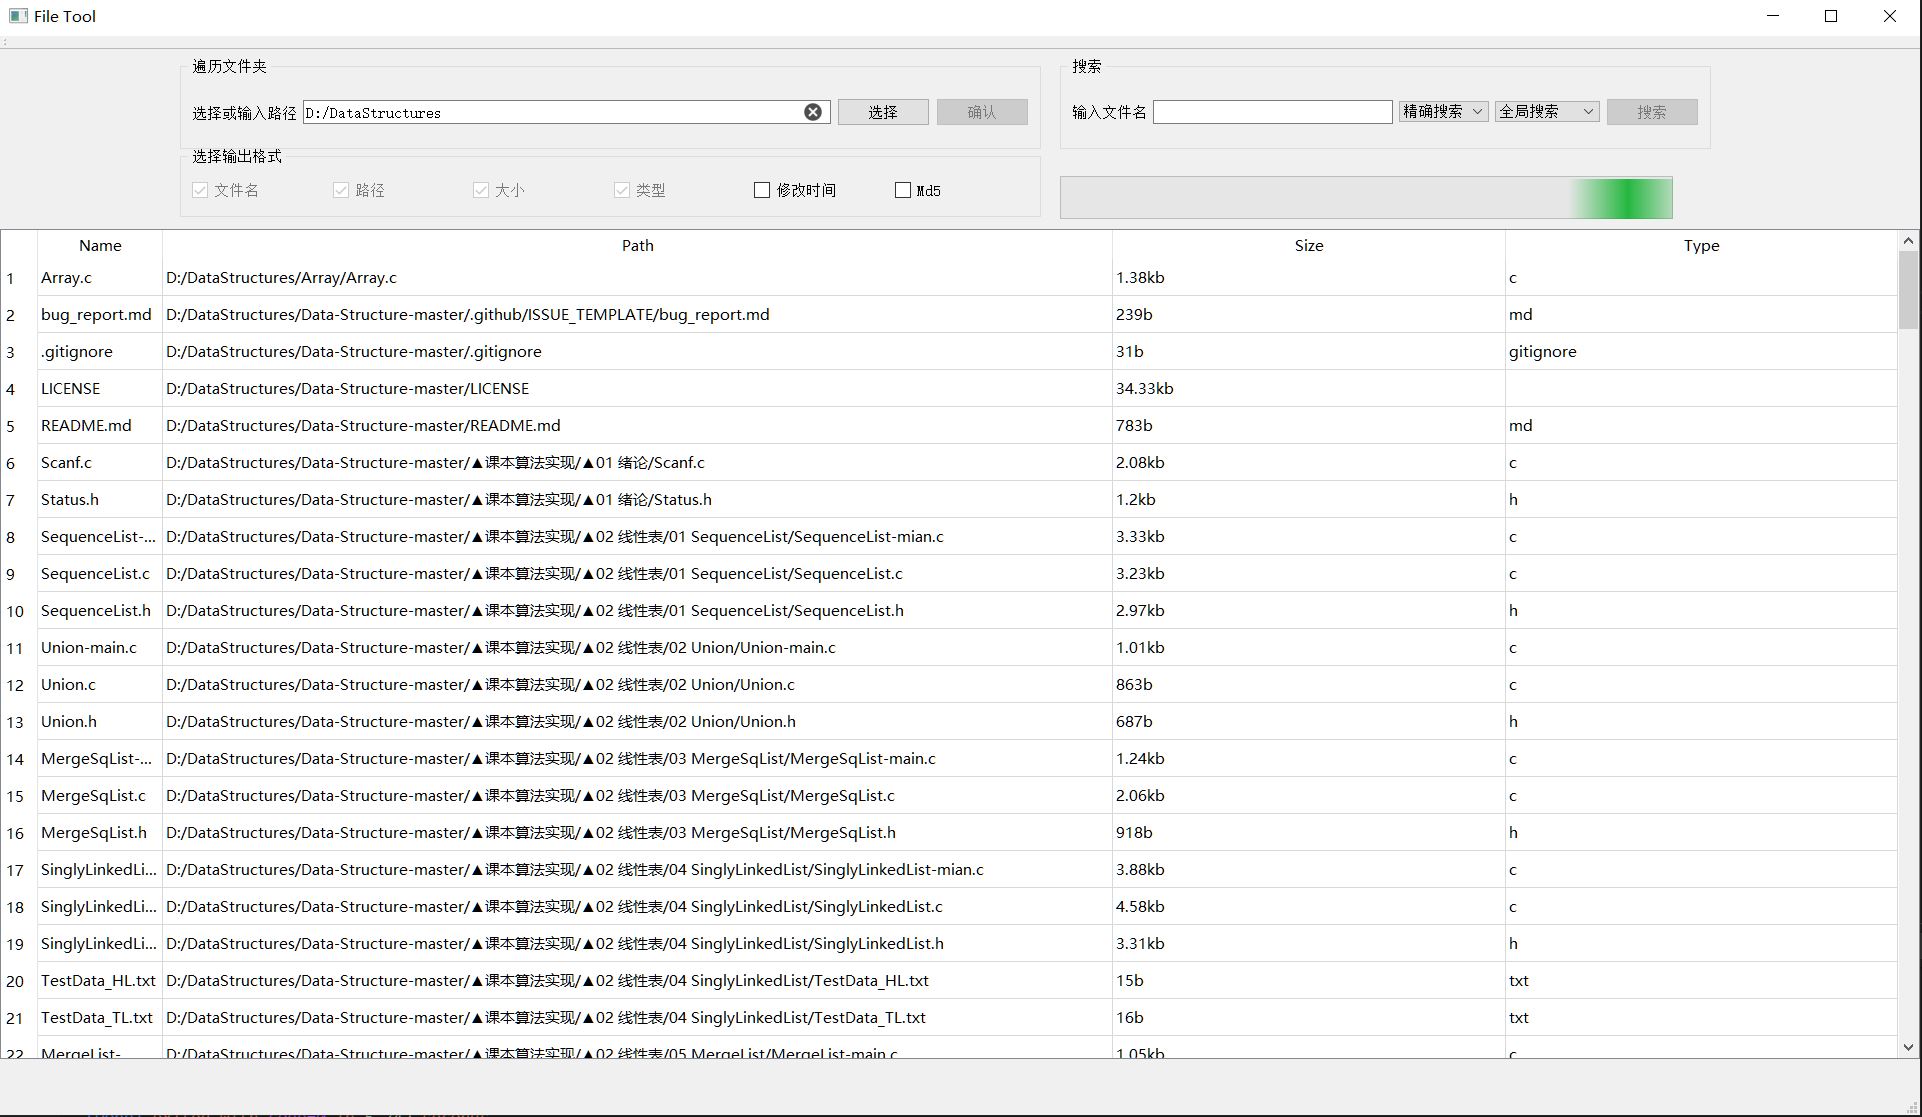 File Tool
遍历文件夹 搜索
选择或输入路径 D:/DataStructures 选择 确认 输入文件名 精确搜索 全局搜索 搜索
选择输出格式
文件名 路径 大小 类型 修改时间 Md5
Name Path Size Type
1 Array.c D:/DataStructures/Array/Array.c 1.38kb c
2 bug_report.md D:/DataStructures/Data-Structure-master/.github/ISSUE_TEMPLATE/bug_report.md 239b md
3 .gitignore D:/DataStructures/Data-Structure-master/.gitignore 31b gitignore
4 LICENSE D:/DataStructures/Data-Structure-master/LICENSE 34.33kb
5 README.md D:/DataStructures/Data-Structure-master/README.md 783b md
6 Scanf.c D:/DataStructures/Data-Structure-master/▲课本算法实现/▲01 绪论/Scanf.c 2.08kb c
7 Status.h D:/DataStructures/Data-Structure-master/▲课本算法实现/▲01 绪论/Status.h 1.2kb h
8 SequenceList-... D:/DataStructures/Data-Structure-master/▲课本算法实现/▲02 线性表/01 SequenceList/SequenceList-mian.c 3.33kb c
9 SequenceList.c D:/DataStructures/Data-Structure-master/▲课本算法实现/▲02 线性表/01 SequenceList/SequenceList.c 3.23kb c
10 SequenceList.h D:/DataStructures/Data-Structure-master/▲课本算法实现/▲02 线性表/01 SequenceList/SequenceList.h 2.97kb h
11 Union-main.c D:/DataStructures/Data-Structure-master/▲课本算法实现/▲02 线性表/02 Union/Union-main.c 1.01kb c
12 Union.c D:/DataStructures/Data-Structure-master/▲课本算法实现/▲02 线性表/02 Union/Union.c 863b c
13 Union.h D:/DataStructures/Data-Structure-master/▲课本算法实现/▲02 线性表/02 Union/Union.h 687b h
14 MergeSqList-... D:/DataStructures/Data-Structure-master/▲课本算法实现/▲02 线性表/03 MergeSqList/MergeSqList-main.c 1.24kb c
15 MergeSqList.c D:/DataStructures/Data-Structure-master/▲课本算法实现/▲02 线性表/03 MergeSqList/MergeSqList.c 2.06kb c
16 MergeSqList.h D:/DataStructures/Data-Structure-master/▲课本算法实现/▲02 线性表/03 MergeSqList/MergeSqList.h 918b h
17 SinglyLinkedLi... D:/DataStructures/Data-Structure-master/▲课本算法实现/▲02 线性表/04 SinglyLinkedList/SinglyLinkedList-mian.c 3.88kb c
18 SinglyLinkedLi... D:/DataStructures/Data-Structure-master/▲课本算法实现/▲02 线性表/04 SinglyLinkedList/SinglyLinkedList.c 4.58kb c
19 SinglyLinkedLi... D:/DataStructures/Data-Structure-master/▲课本算法实现/▲02 线性表/04 SinglyLinkedList/SinglyLinkedList.h 3.31kb h
20 TestData_HL.txt D:/DataStructures/Data-Structure-master/▲课本算法实现/▲02 线性表/04 SinglyLinkedList/TestData_HL.txt 15b txt
21 TestData_TL.txt D:/DataStructures/Data-Structure-master/▲课本算法实现/▲02 线性表/04 SinglyLinkedList/TestData_TL.txt 16b txt
22 MergeList- D:/DataStructures/Data-Structure-master/▲课本算法实现/▲02 线性表/05 MergeList/MergeList-main.c 1.05kb c